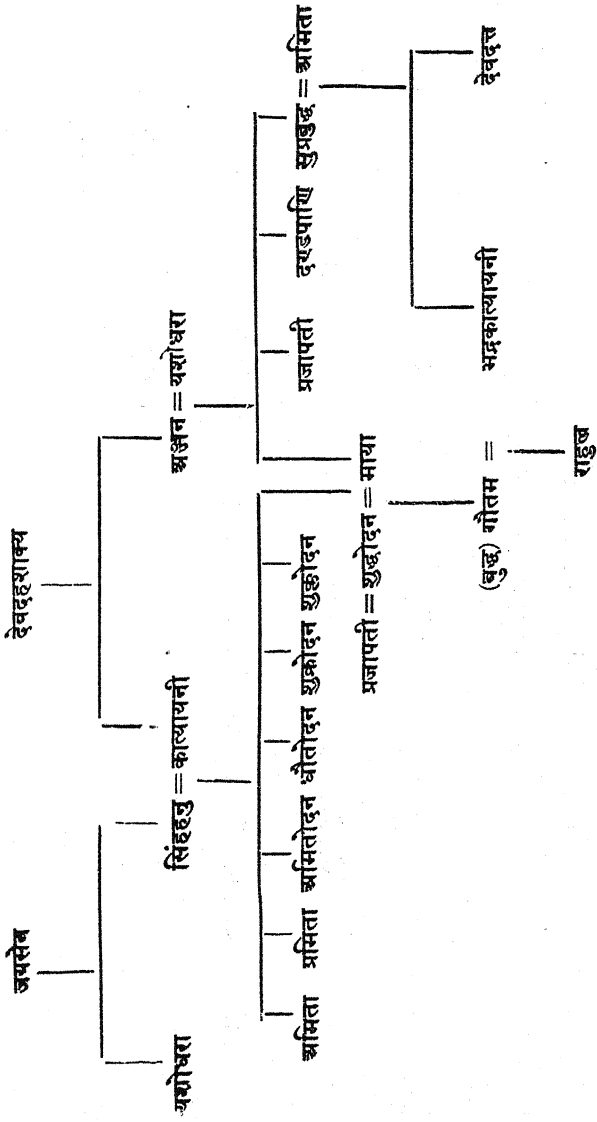 जयसेन देवदहशाक्य
यशोधरा सिंहहनु = कात्यायनी अञ्जन = यशोधरा
अमिता प्रमिता अमितोदन धौतोदन शुक्रोदन शुक्लोदन प्रजापती दण्डपाणि सुप्रबुद्ध = अमिता
प्रजापती = शुद्धोदन = माया
(बुद्ध) गौतम = भद्रकात्यायनी देवदत्त
राहुल